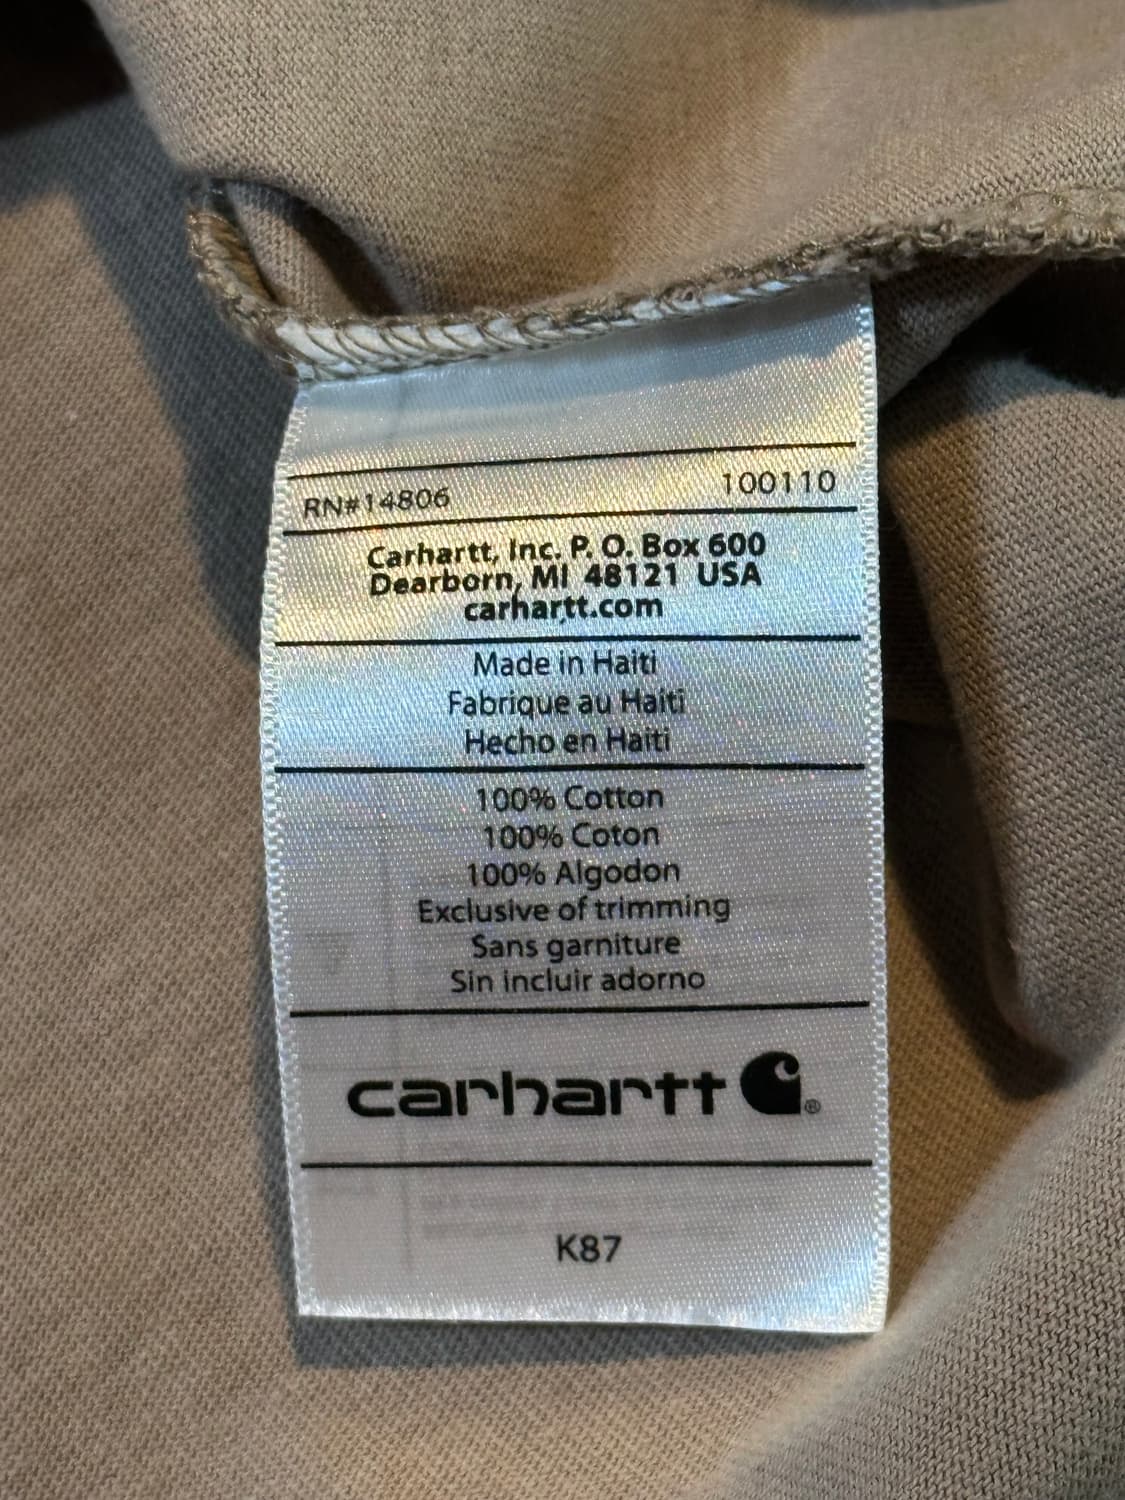 RN#14806 100110
Carhartt, Inc. P. O. Box 600
Dearborn, MI 48121 USA
carhartt.com
Made in Haiti
Fabrique au Haiti
Hecho en Haiti
100% Cotton
100% Coton
100% Algodon
Exclusive of trimming
Sans garniture
Sin incluir adorno
carhartt ®
K87